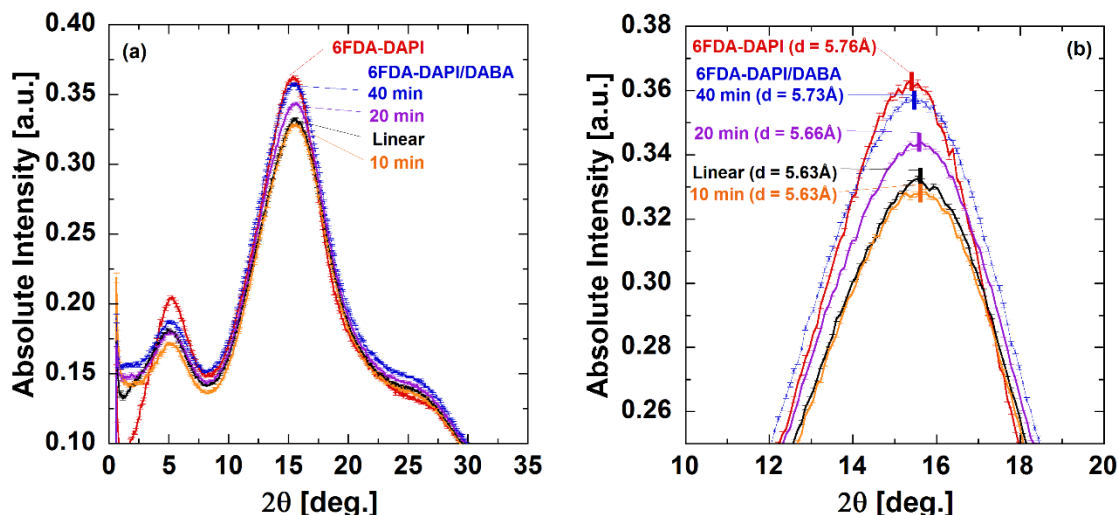 (a)
6FDA-DAPI
6FDA-DAPI/DABA
40 min
20 min
Linear
10 min
0.40
0.35
0.30
0.25
0.20
0.15
0.10
Absolute Intensity [a.u.]
0 5 10 15 20 25 30 35
2θ [deg.]
(b)
6FDA-DAPI (d = 5.76Å)
6FDA-DAPI/DABA
40 min (d = 5.73Å)
20 min (d = 5.66Å)
Linear (d = 5.63Å)
10 min (d = 5.63Å)
0.38
0.36
0.34
0.32
0.30
0.28
0.26
Absolute Intensity [a.u.]
10 12 14 16 18 20
2θ [deg.]